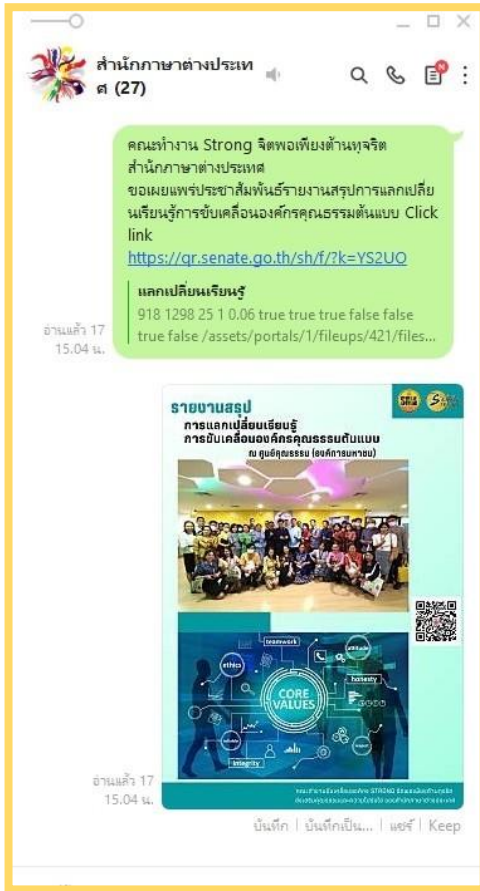 สำนักภาษาต่างประเท
ศ (27)
คณะทำงาน Strong จิตพอเพียงต้านทุจริต
สำนักภาษาต่างประเทศ
ขอเผยแพร่ประชาสัมพันธ์รายงานสรุปการแลกเปลี่ย
นเรียนรู้การขับเคลื่อนองค์กรคุณธรรมต้นแบบ Click
link
https://qr.senate.go.th/sh/f/?k=YS2UO
แลกเปลี่ยนเรียนรู้
918 1298 25 1 0.06 true true true false false
true false /assets/portals/1/fileups/421/files...
อ่านแล้ว 17
15.04 น.
รายงานสรุป
การแลกเปลี่ยนเรียนรู้
การขับเคลื่อนองค์กรคุณธรรมต้นแบบ
ณ ศูนย์คุณธรรม (องค์การมหาชน)
teamwork
attitude
ethics
honesty
CORE
VALUES
integrity
อ่านแล้ว 17
15.04 น.
บันทึก | บันทึกเป็น... | แชร์ | Keep